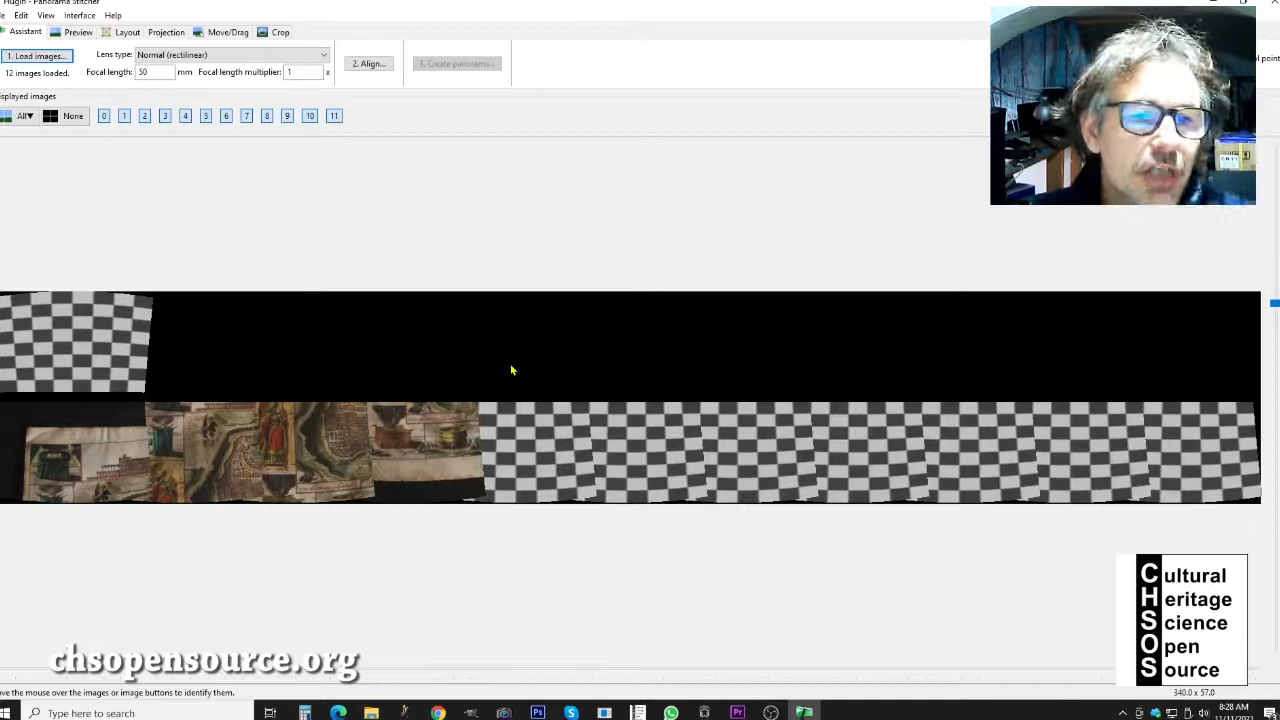 Hugin - Panorama Stitcher
Edit View Interface Help
Assistant Preview Layout Projection Move/Drag Crop
1. Load images... Lens type: Normal (rectilinear) 2. Align... 3. Create panorama...
12 images loaded. Focal length: 50 mm Focal length multiplier: 1 x
isplayed images
All None 0 1 2 3 4 5 6 7 8 9 10 11
Cultural
Heritage
Science
Open
Source
chsopensource.org
ove the mouse over the images or image buttons to identify them. 340.0 x 57.0
Type here to search 8:28 AM
11/11/2021